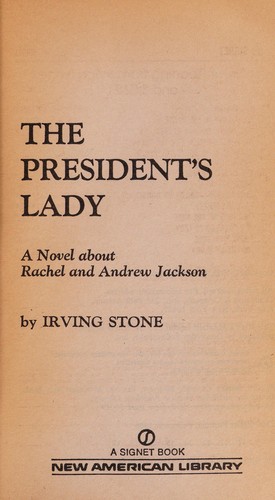 THE
PRESIDENT'S
LADY
A Novel about
Rachel and Andrew Jackson
by IRVING STONE
A SIGNET BOOK
NEW AMERICAN LIBRARY